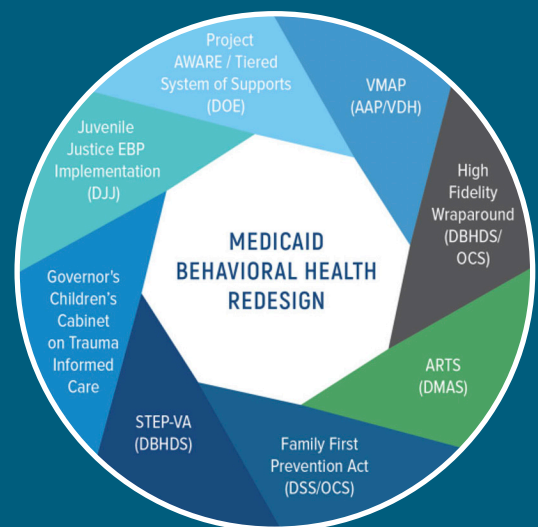 Project
AWARE / Tiered
System of Supports
(DOE)
VMAP
(AAP/VDH)
High
Fidelity
Wraparound
(DBHDS/
OCS)
ARTS
(DMAS)
Family First
Prevention Act
(DSS/OCS)
STEP-VA
(DBHDS)
Governor's
Children's
Cabinet
on Trauma
Informed
Care
Juvenile
Justice EBP
Implementation
(DJJ)
MEDICAID
BEHAVIORAL HEALTH
REDESIGN